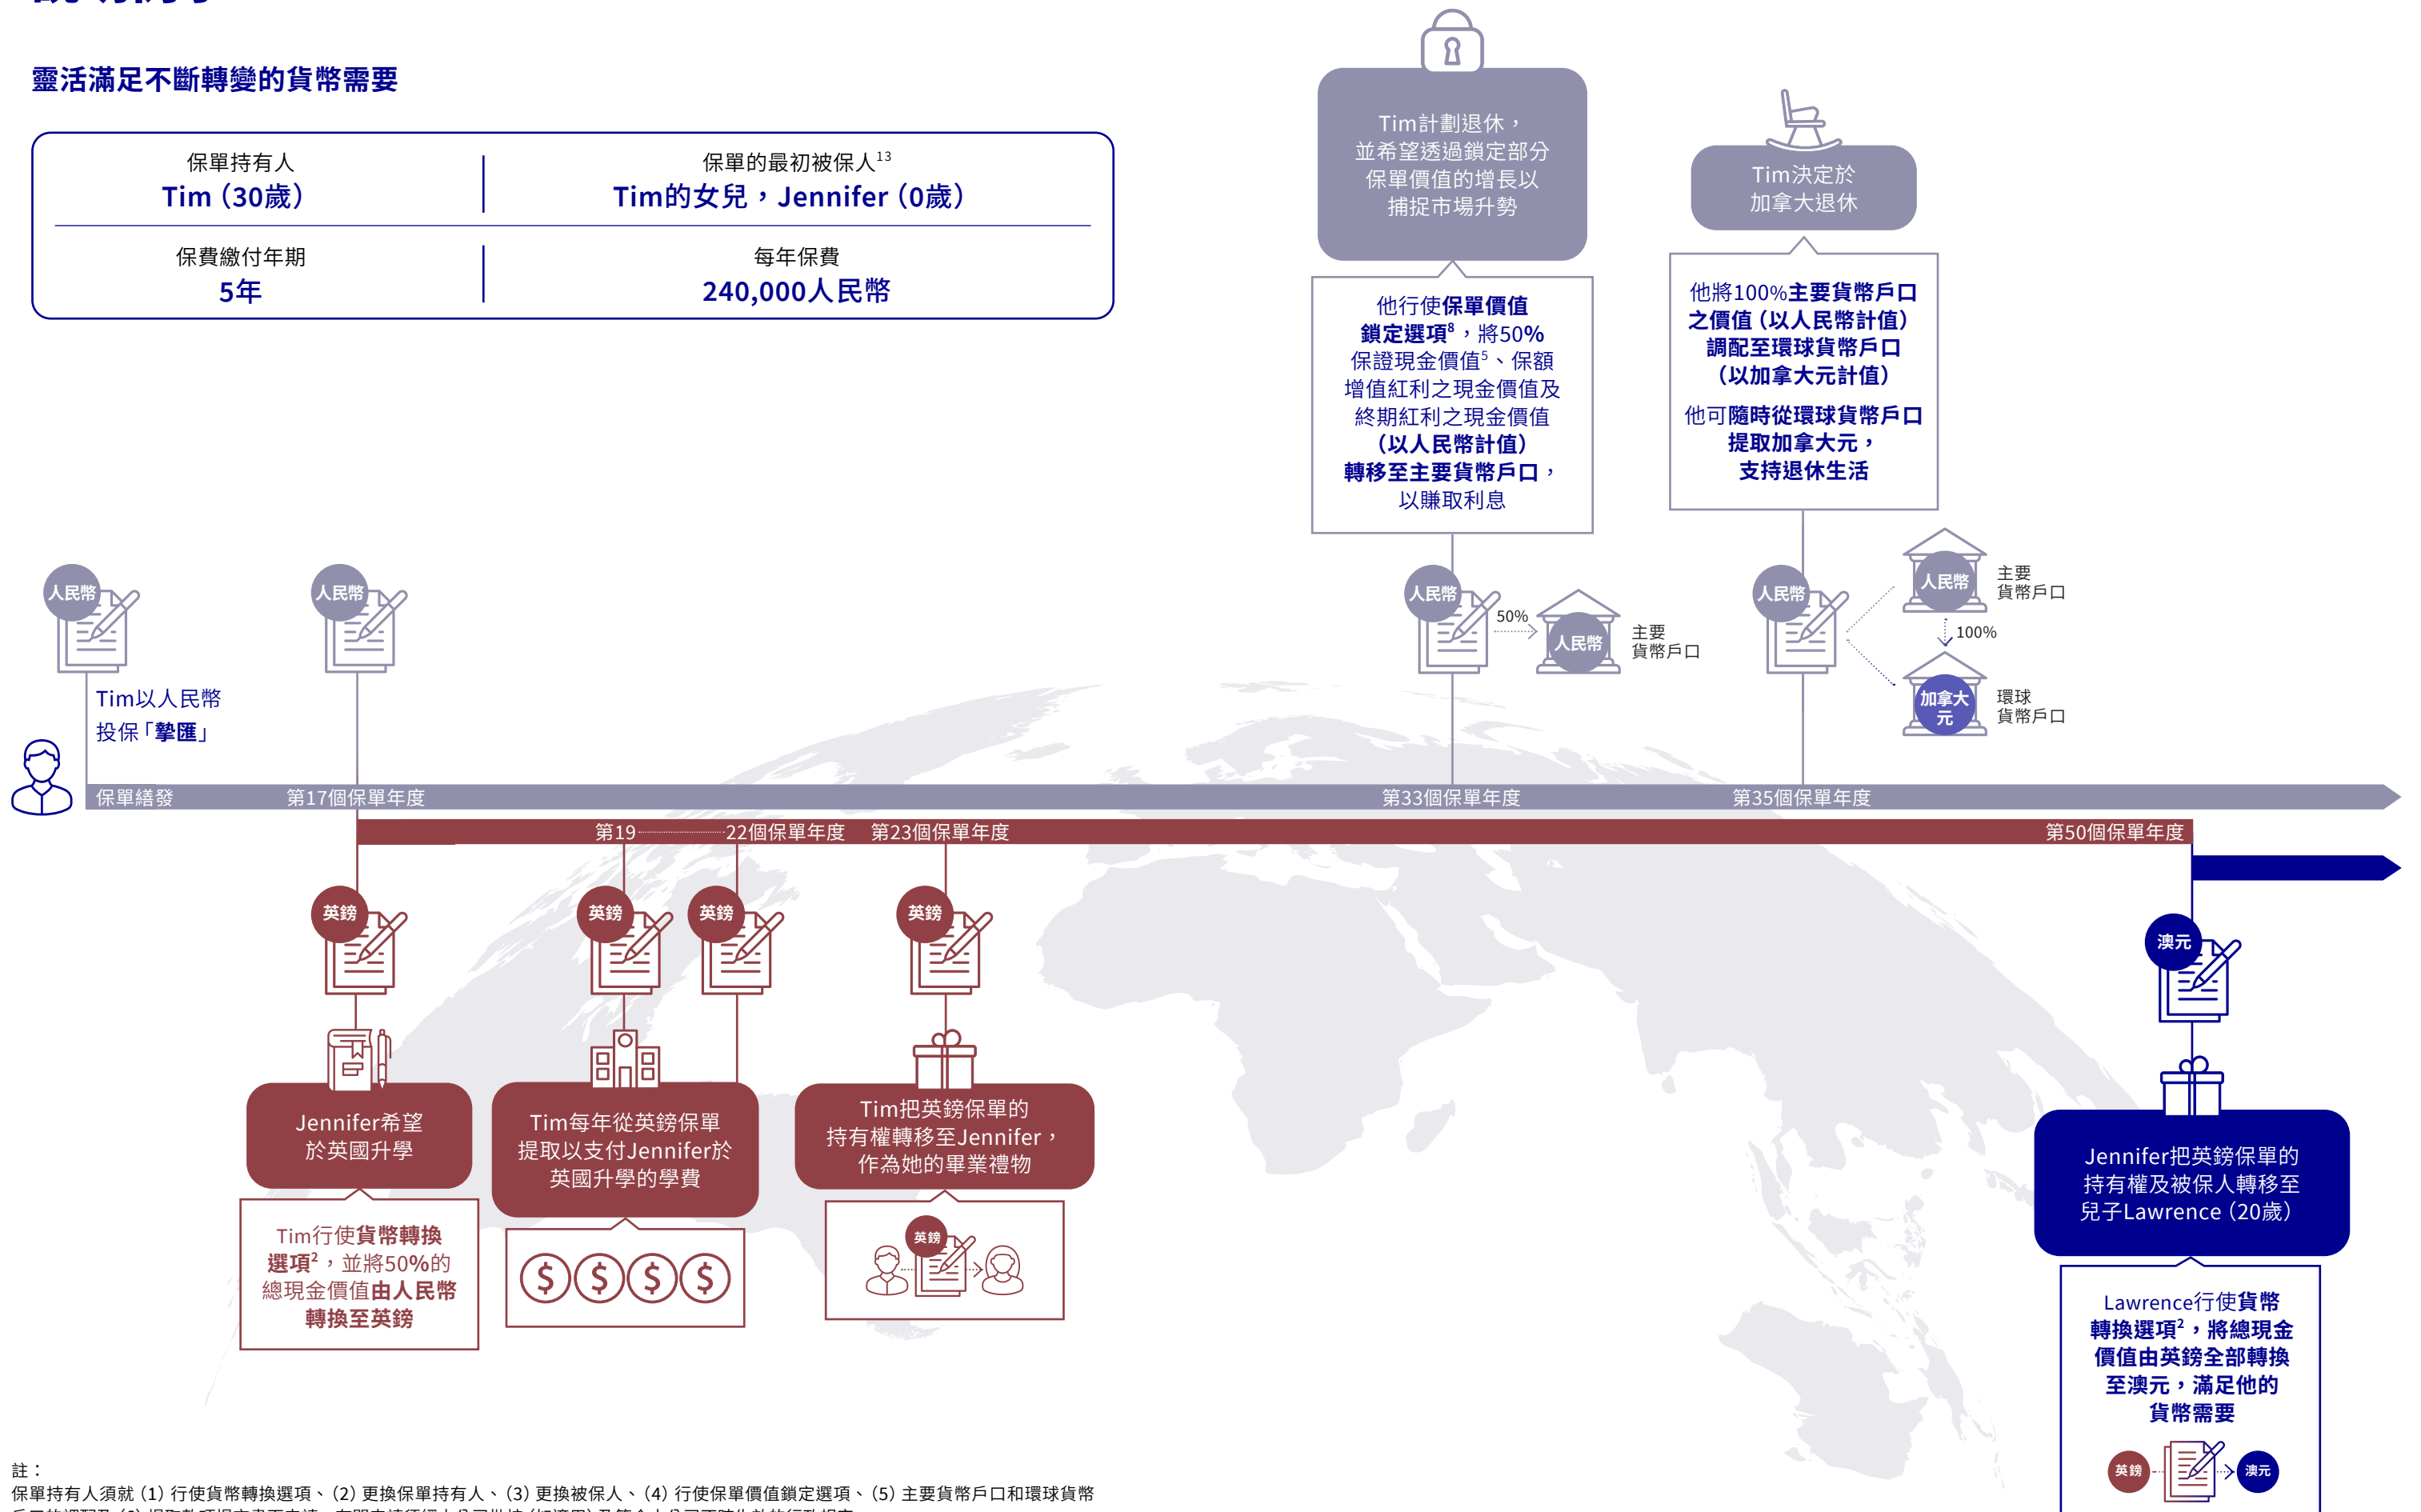 靈活滿足不斷轉變的貨幣需要
保單持有人
Tim（30歲）
保單的最初被保人13
Tim的女兒，Jennifer（0歲）
保費繳付年期
5年
每年保費
240,000人民幣
Tim計劃退休，
並希望透過鎖定部分
保單價值的增長以
捕捉市場升勢
他行使保單價值
鎖定選項8，將50%
保證現金價值5、保額
增值紅利之現金價值及
終期紅利之現金價值
（以人民幣計值）
轉移至主要貨幣戶口，
以賺取利息
Tim決定於
加拿大退休
他將100%主要貨幣戶口
之價值（以人民幣計值）
調配至環球貨幣戶口
（以加拿大元計值）
他可隨時從環球貨幣戶口
提取加拿大元，
支持退休生活
人民幣
人民幣
人民幣
50%
人民幣
主要
貨幣戶口
人民幣
人民幣
主要
貨幣戶口
100%
加拿大
元
環球
貨幣戶口
Tim以人民幣
投保「摯匯」
保單繕發
第17個保單年度
第33個保單年度
第35個保單年度
第19
22個保單年度
第23個保單年度
第50個保單年度
英鎊
英鎊
英鎊
英鎊
澳元
Jennifer希望
於英國升學
Tim行使貨幣轉換
選項2，並將50%的
總現金價值由人民幣
轉換至英鎊
Tim每年從英鎊保單
提取以支付Jennifer於
英國升學的學費
$ $ $ $
Tim把英鎊保單的
持有權轉移至Jennifer，
作為她的畢業禮物
英鎊
Jennifer把英鎊保單的
持有權及被保人轉移至
兒子Lawrence（20歲）
Lawrence行使貨幣
轉換選項2，將總現金
價值由英鎊全部轉換
至澳元，滿足他的
貨幣需要
英鎊
澳元
註：
保單持有人須就（1）行使貨幣轉換選項、（2）更換保單持有人、（3）更換被保人、（4）行使保單價值鎖定選項、（5）主要貨幣戶口和環球貨幣